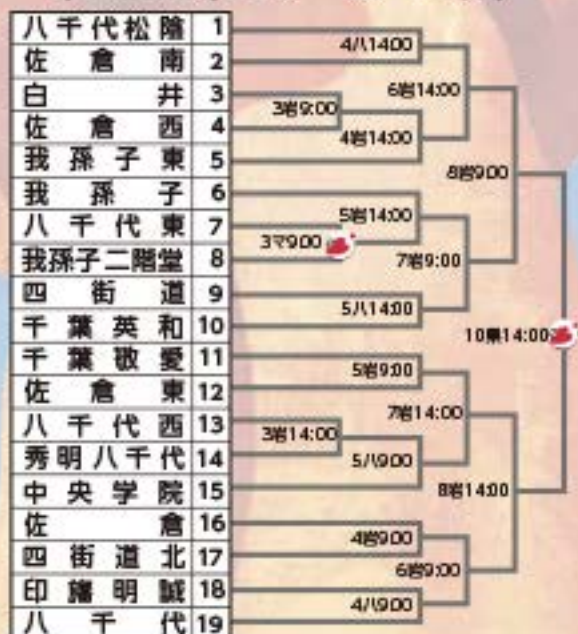 八千代松陰 1
佐倉南 2
白井 3
佐倉西 4
我孫子東 5
我孫子 6
八千代東 7
我孫子二階堂 8
四街道 9
千葉英和 10
千葉敬愛 11
佐倉東 12
八千代西 13
秀明八千代 14
中央学院 15
佐倉 16
四街道北 17
印旛明誠 18
八千代 19
4八14:00
3岩9:00
4岩14:00
6岩14:00
5岩14:00
3マ9:00
7岩9:00
5八14:00
8岩9:00
10県14:00
5岩9:00
3岩14:00
5八9:00
7岩14:00
4岩9:00
4八9:00
6岩9:00
8岩14:00